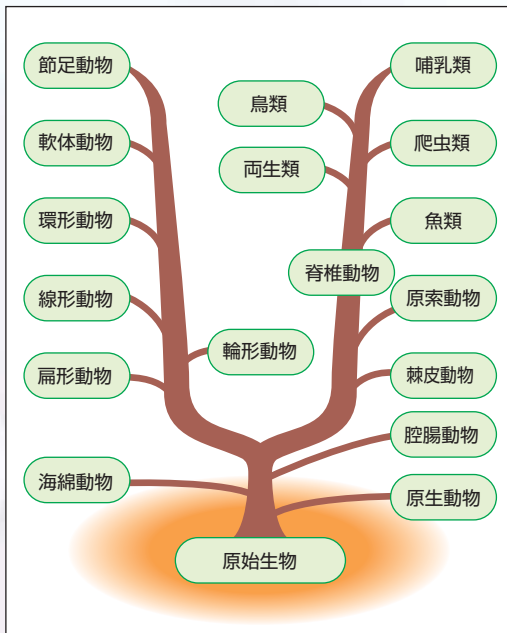 節足動物
哺乳類
鳥類
軟体動物
爬虫類
両生類
環形動物
魚類
脊椎動物
線形動物
原索動物
輪形動物
扁形動物
棘皮動物
腔腸動物
海綿動物
原生動物
原始生物